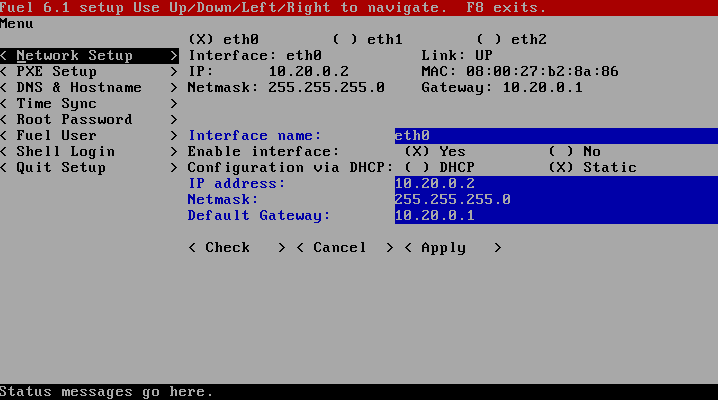 Fuel 6.1 setup Use Up/Down/Left/Right to navigate.  F8 exits.
Menu
(X) eth0 ( ) eth1 ( ) eth2
< Network Setup > Interface: eth0 Link: UP
< PXE Setup > IP: 10.20.0.2 MAC: 08:00:27:b2:8a:86
< DNS & Hostname > Netmask: 255.255.255.0 Gateway: 10.20.0.1
< Time Sync >
< Root Password >
< Fuel User > Interface name: eth0
< Shell Login > Enable interface: (X) Yes ( ) No
< Quit Setup > Configuration via DHCP: ( ) DHCP (X) Static
IP address: 10.20.0.2
Netmask: 255.255.255.0
Default Gateway: 10.20.0.1
< Check > < Cancel > < Apply >
Status messages go here.